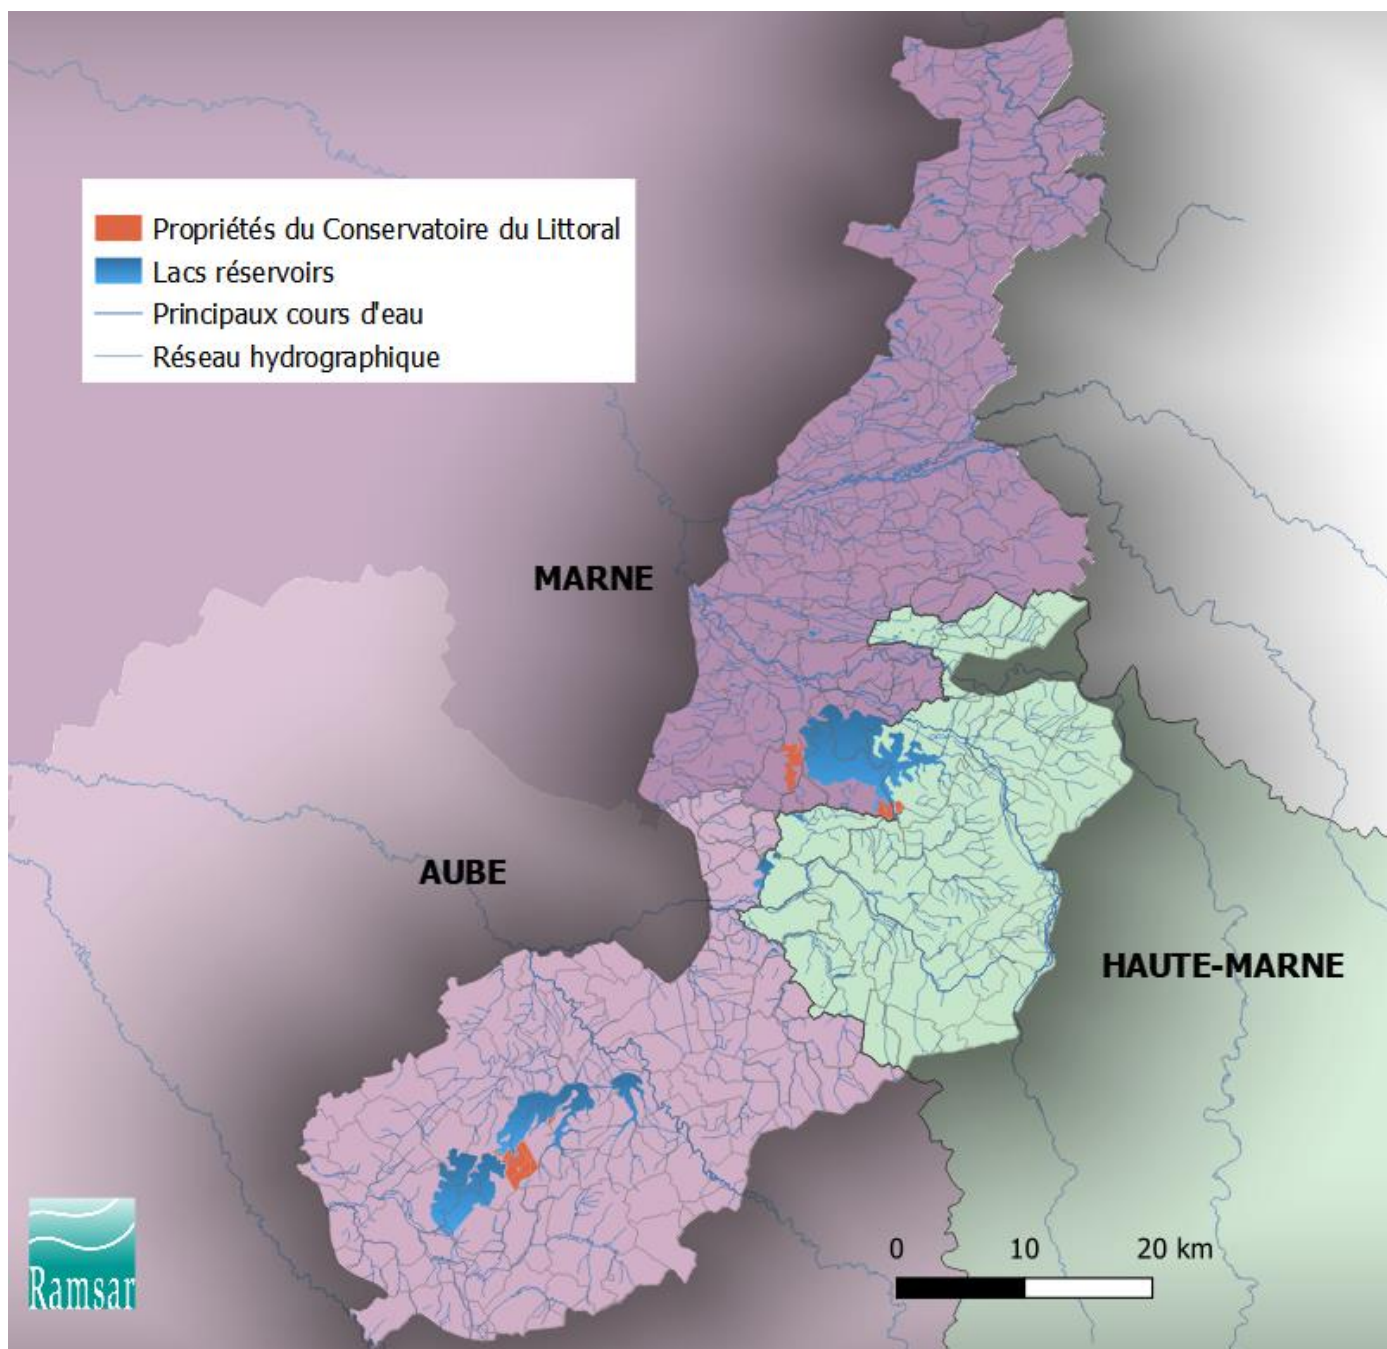 Propriétés du Conservatoire du Littoral
Lacs réservoirs
Principaux cours d'eau
Réseau hydrographique
MARNE
AUBE
HAUTE-MARNE
0 10 20 km
Ramsar